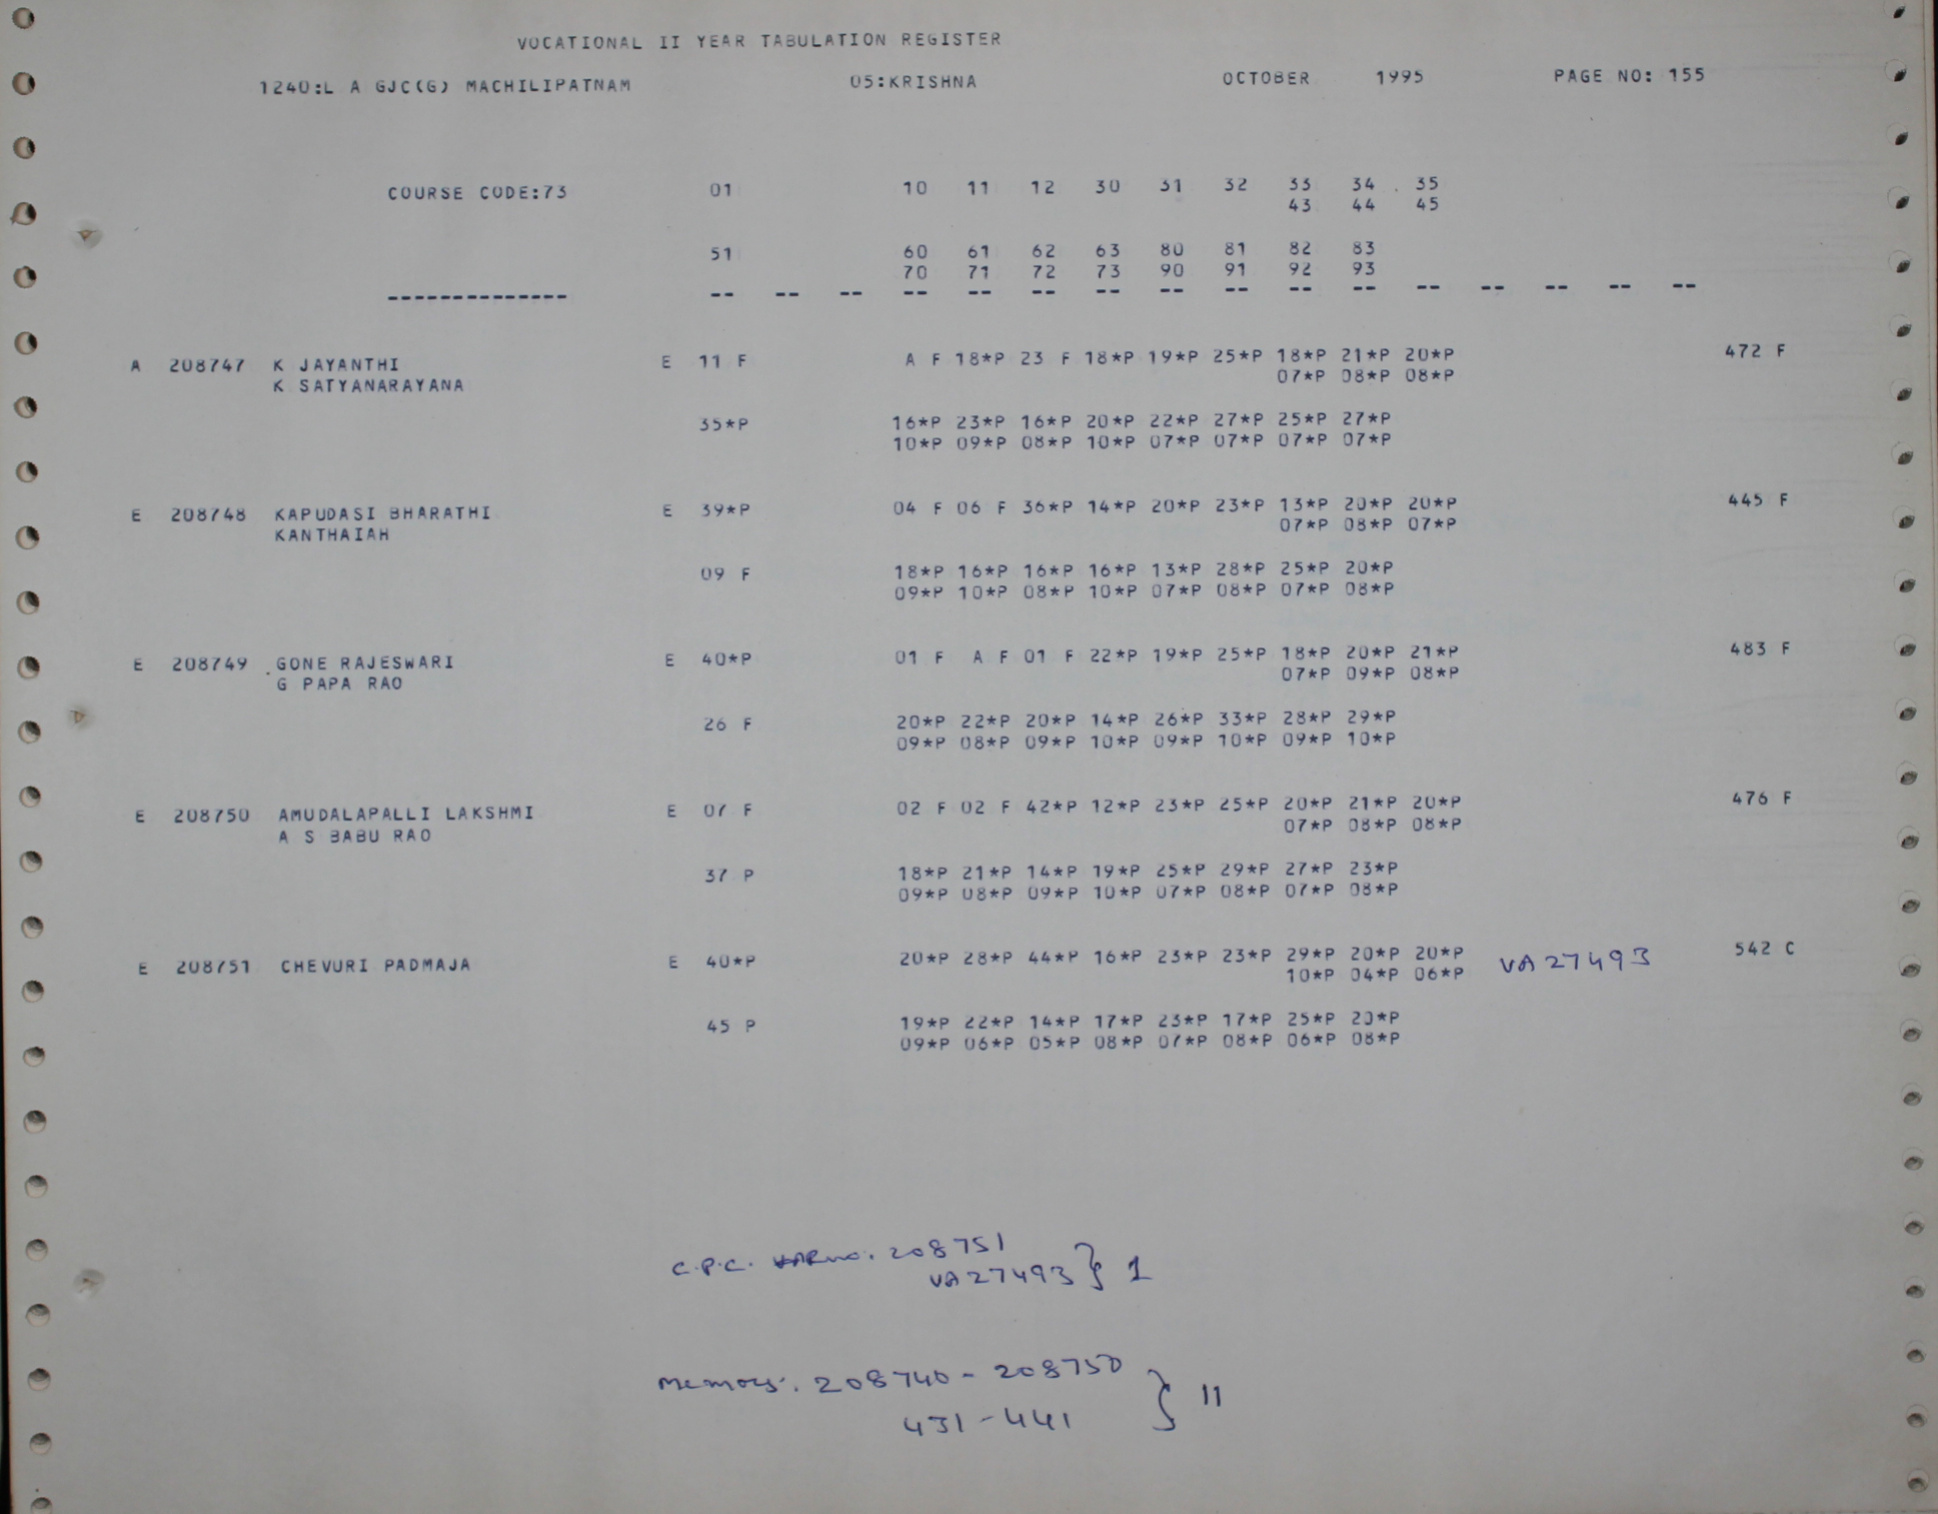 VOCATIONAL II YEAR TABULATION REGISTER
1240:L A GJC(G) MACHILIPATNAM 05:KRISHNA OCTOBER 1995 PAGE NO: 155
COURSE CODE:73 01 10 11 12 30 31 32 33 34 . 35
43 44 45
51 60 61 62 63 80 81 82 83
70 71 72 73 90 91 92 93
-------------- -- -- -- -- -- -- -- -- -- -- -- -- -- -- -- --
A 208747 K JAYANTHI E 11 F A F 18*P 23 F 18*P 19*P 25*P 18*P 21*P 20*P 472 F
K SATYANARAYANA 07*P 08*P 08*P
35*P 16*P 23*P 16*P 20*P 22*P 27*P 25*P 27*P
10*P 09*P 08*P 10*P 07*P 07*P 07*P 07*P
E 208748 KAPUDASI BHARATHI E 39*P 04 F 06 F 36*P 14*P 20*P 23*P 13*P 20*P 20*P 445 F
KANTHAIAH 07*P 08*P 07*P
09 F 18*P 16*P 16*P 16*P 13*P 28*P 25*P 20*P
09*P 10*P 08*P 10*P 07*P 08*P 07*P 08*P
E 208749 GONE RAJESWARI E 40*P 01 F A F 01 F 22*P 19*P 25*P 18*P 20*P 21*P 483 F
G PAPA RAO 07*P 09*P 08*P
26 F 20*P 22*P 20*P 14*P 26*P 33*P 28*P 29*P
09*P 08*P 09*P 10*P 09*P 10*P 09*P 10*P
E 208750 AMUDALAPALLI LAKSHMI E 07 F 02 F 02 F 42*P 12*P 23*P 25*P 20*P 21*P 20*P 476 F
A S BABU RAO 07*P 08*P 08*P
37 P 18*P 21*P 14*P 19*P 25*P 29*P 27*P 23*P
09*P 08*P 09*P 10*P 07*P 08*P 07*P 08*P
E 208751 CHEVURI PADMAJA E 40*P 20*P 28*P 44*P 16*P 23*P 23*P 29*P 20*P 20*P VA 27493 542 C
10*P 04*P 06*P
45 P 19*P 22*P 14*P 17*P 23*P 17*P 25*P 20*P
09*P 06*P 05*P 08*P 07*P 08*P 06*P 08*P
C.P.C. 208751
VA 27493 } 1
Memors. 208740 - 208750
431 - 441 } 11